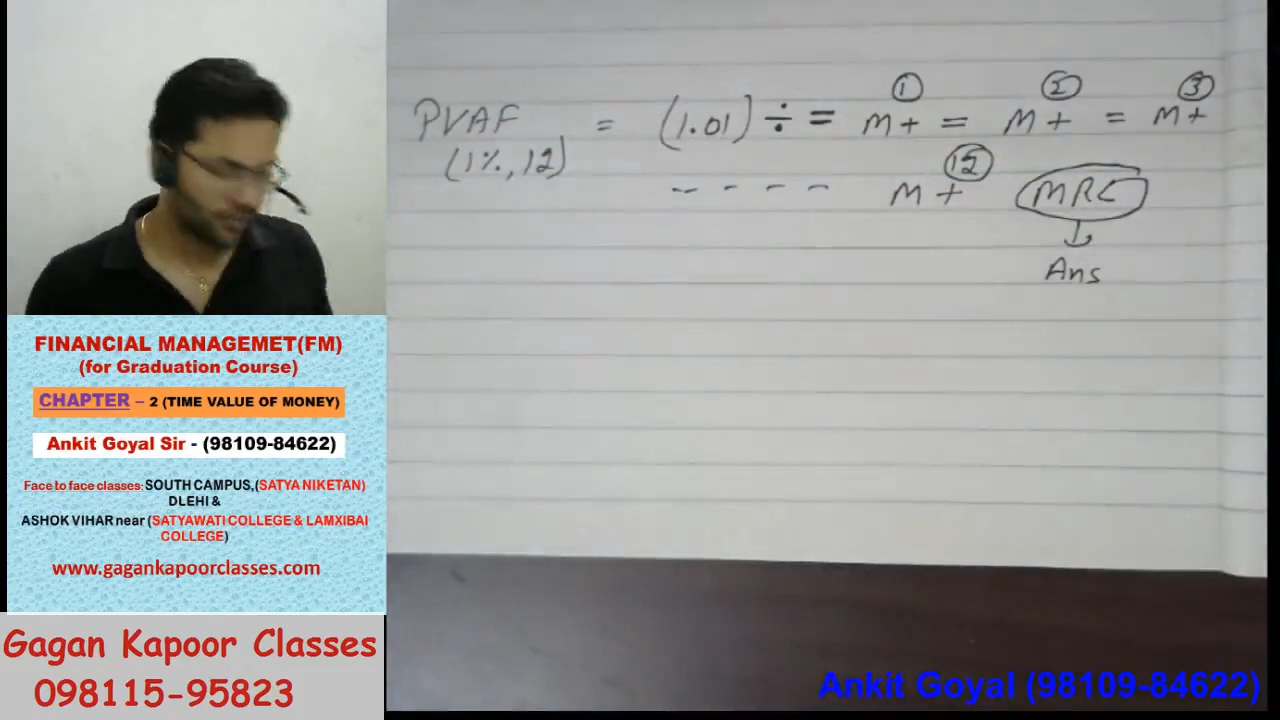 PVAF = (1.01) ÷ = M+ ① = M+ ② = M+ ③
(1%, 12) - - - - M+ ⑫ MRC
Ans
FINANCIAL MANAGEMET(FM)
(for Graduation Course)
CHAPTER – 2 (TIME VALUE OF MONEY)
Ankit Goyal Sir - (98109-84622)
Face to face classes: SOUTH CAMPUS,(SATYA NIKETAN)
DLEHI &
ASHOK VIHAR near (SATYAWATI COLLEGE & LAMXIBAI
COLLEGE)
www.gagankapoorclasses.com
Gagan Kapoor Classes
098115-95823
Ankit Goyal (98109-84622)